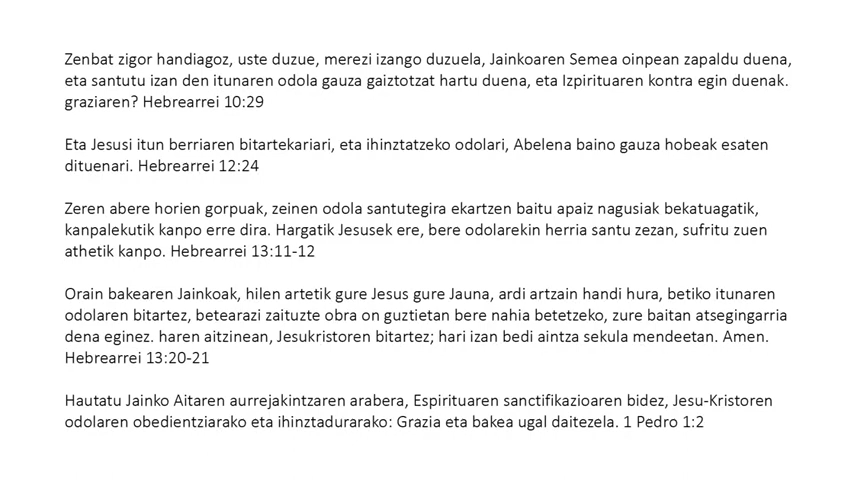 Zenbat zigor handiagoz, uste duzue, merezi izango duzuela, Jainkoaren Semea oinpean zapaldu duena,
eta santutu izan den itunaren odola gauza gaiztotzat hartu duena, eta Izpirituaren kontra egin duenak.
graziaren? Hebrearrei 10:29
Eta Jesusi itun berriaren bitartekariari, eta ihinztatzeko odolari, Abelena baino gauza hobeak esaten
dituenari. Hebrearrei 12:24
Zeren abere horien gorpuak, zeinen odola santutegira ekartzen baitu apaiz nagusiak bekatuagatik,
kanpalekutik kanpo erre dira. Hargatik Jesusek ere, bere odolarekin herria santu zezan, sufritu zuen
athetik kanpo. Hebrearrei 13:11-12
Orain bakearen Jainkoak, hilen artetik gure Jesus gure Jauna, ardi artzain handi hura, betiko itunaren
odolaren bitartez, betearazi zaituzte obra on guztietan bere nahia betetzeko, zure baitan atsegingarria
dena eginez. haren aitzinean, Jesukristoren bitartez; hari izan bedi aintza sekula mendeetan. Amen.
Hebrearrei 13:20-21
Hautatu Jainko Aitaren aurrejakintzaren arabera, Espirituaren sanctifikazioaren bidez, Jesu-Kristoren
odolaren obedientziarako eta ihinztadurarako: Grazia eta bakea ugal daitezela. 1 Pedro 1:2